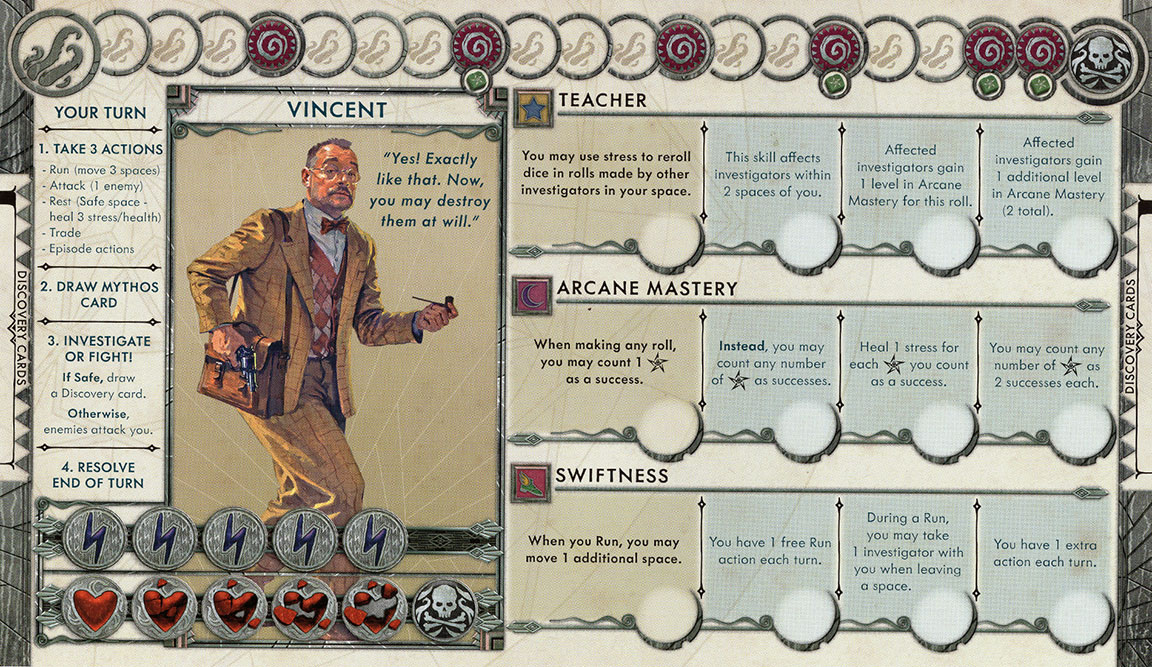 YOUR TURN
1. TAKE 3 ACTIONS
- Run (move 3 spaces)
- Attack (1 enemy)
- Rest (Safe space -
heal 3 stress/health)
- Trade
- Episode actions
2. DRAW MYTHOS
CARD
3. INVESTIGATE
OR FIGHT!
If Safe, draw
a Discovery card.
Otherwise,
enemies attack you.
4. RESOLVE
END OF TURN
DISCOVERY CARDS
VINCENT
"Yes! Exactly
like that. Now,
you may destroy
them at will."
TEACHER
You may use stress to reroll
dice in rolls made by other
investigators in your space.
This skill affects
investigators within
2 spaces of you.
Affected
investigators gain
1 level in Arcane
Mastery for this roll.
Affected
investigators gain
1 additional level
in Arcane Mastery
(2 total).
ARCANE MASTERY
When making any roll,
you may count 1
as a success.
Instead, you may
count any number
of as successes.
Heal 1 stress for
each you count
as a success.
You may count any
number of as
2 successes each.
SWIFTNESS
When you Run, you may
move 1 additional space.
You have 1 free Run
action each turn.
During a Run,
you may take
1 investigator with
you when leaving
a space.
You have 1 extra
action each turn.
DISCOVERY CARDS